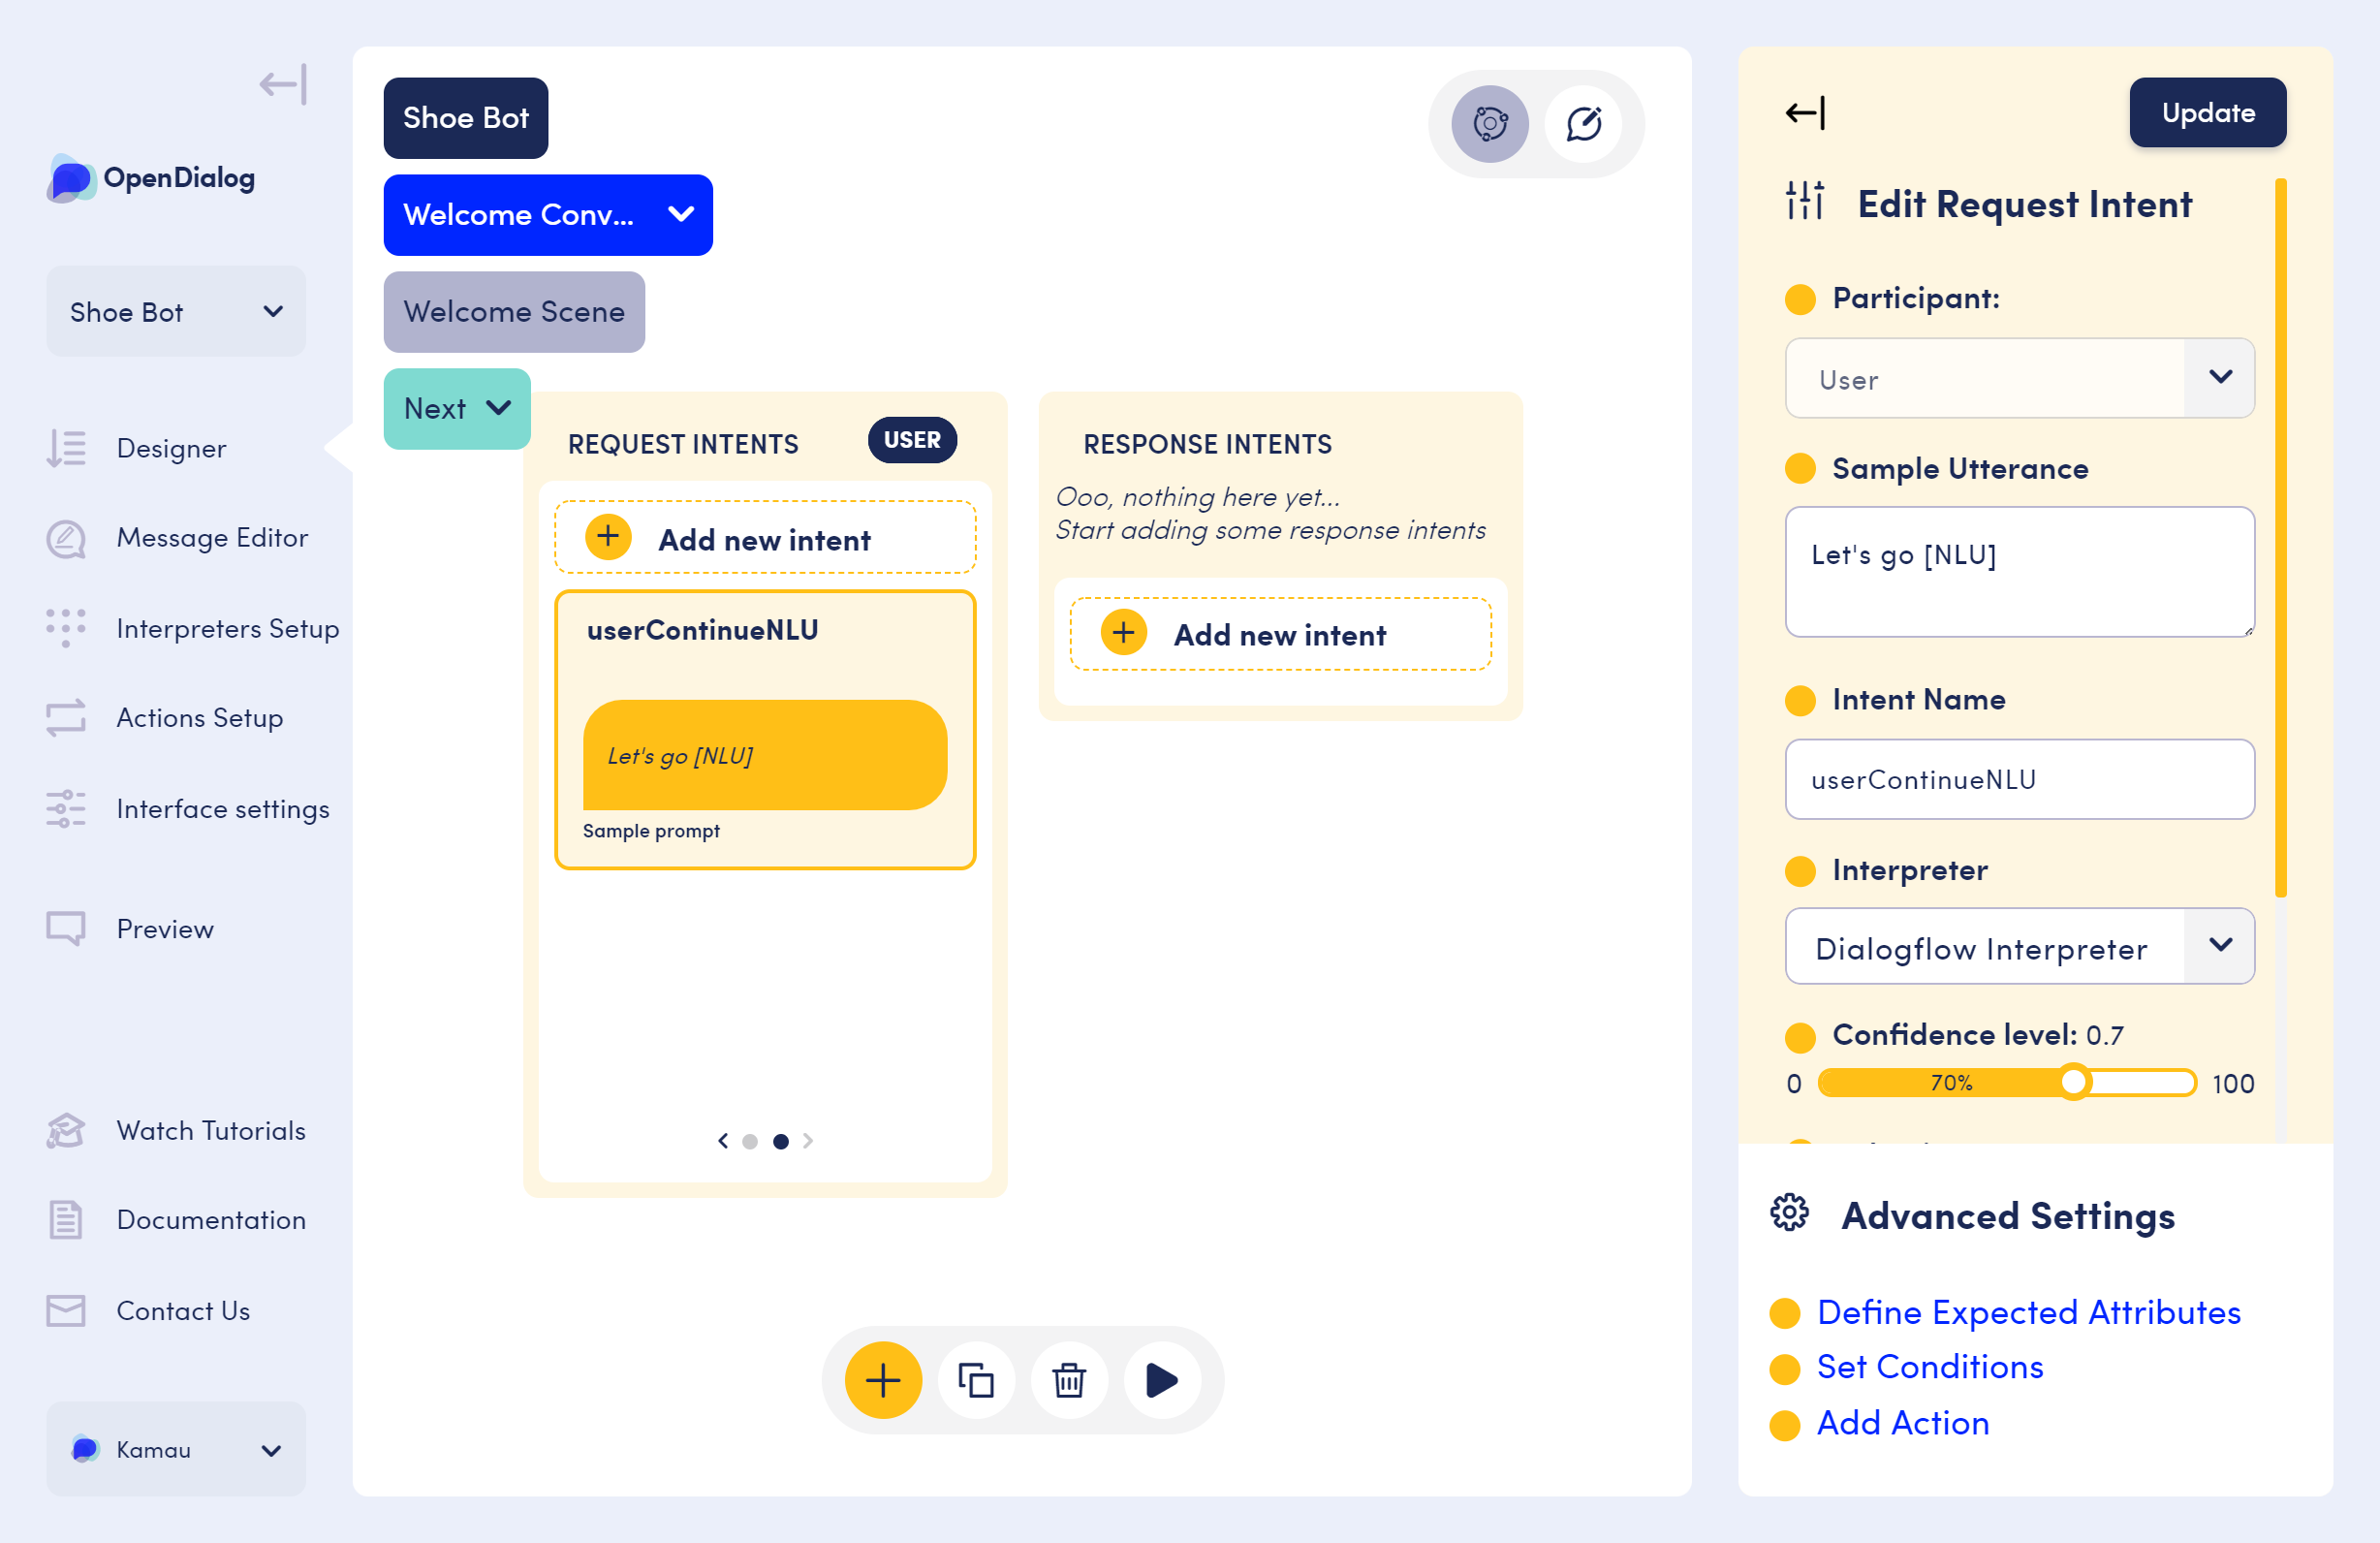 OpenDialog
Shoe Bot
Designer
Message Editor
Interpreters Setup
Actions Setup
Interface settings
Preview
Watch Tutorials
Documentation
Contact Us
Kamau
Shoe Bot
Welcome Conv...
Welcome Scene
Next
REQUEST INTENTS
USER
Add new intent
userContinueNLU
Let's go [NLU]
Sample prompt
RESPONSE INTENTS
Ooo, nothing here yet...
Start adding some response intents
Add new intent
Update
Edit Request Intent
Participant:
User
Sample Utterance
Let's go [NLU]
Intent Name
userContinueNLU
Interpreter
Dialogflow Interpreter
Confidence level: 0.7
0 70% 100
Advanced Settings
Define Expected Attributes
Set Conditions
Add Action